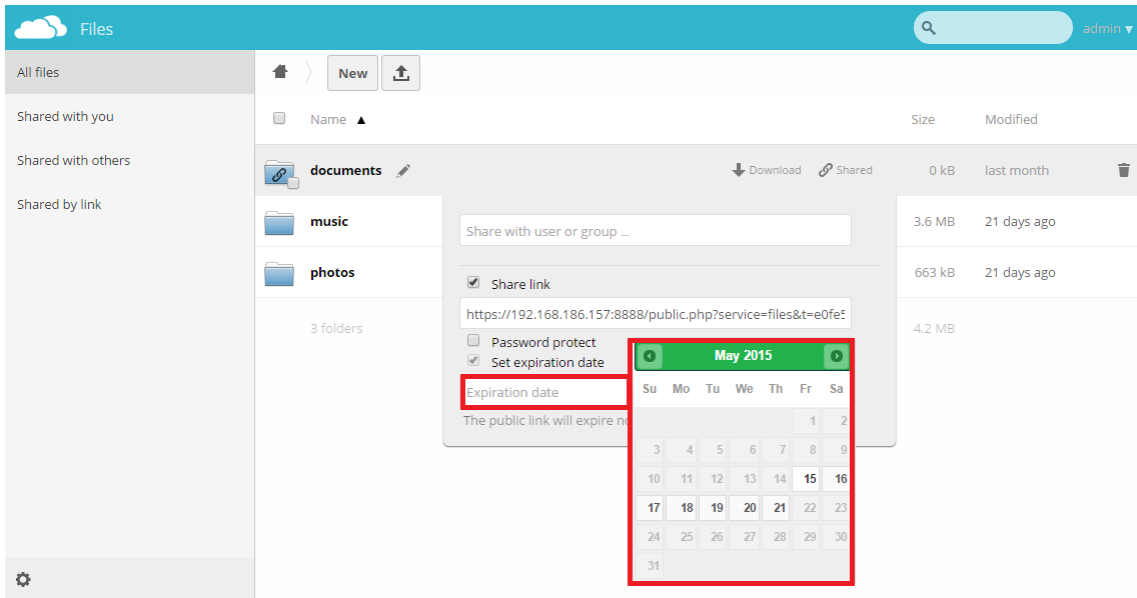 Files
admin ▼
All files
Shared with you
Shared with others
Shared by link
New
Name ▲
Size
Modified
documents
Download
Shared
0 kB
last month
music
3.6 MB
21 days ago
photos
663 kB
21 days ago
3 folders
4.2 MB
Share with user or group ...
Share link
https://192.168.186.157:8888/public.php?service=files&t=e0fe5
Password protect
Set expiration date
Expiration date
The public link will expire no
May 2015
Su Mo Tu We Th Fr Sa
1 2
3 4 5 6 7 8 9
10 11 12 13 14 15 16
17 18 19 20 21 22 23
24 25 26 27 28 29 30
31